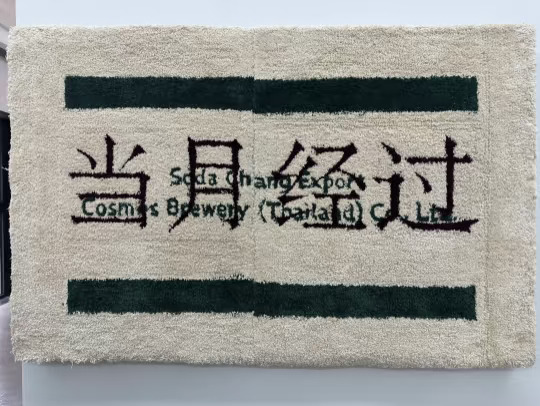 当月经过
Soda Chang Export
Cosmos Brewery (Thailand) Co., Ltd.